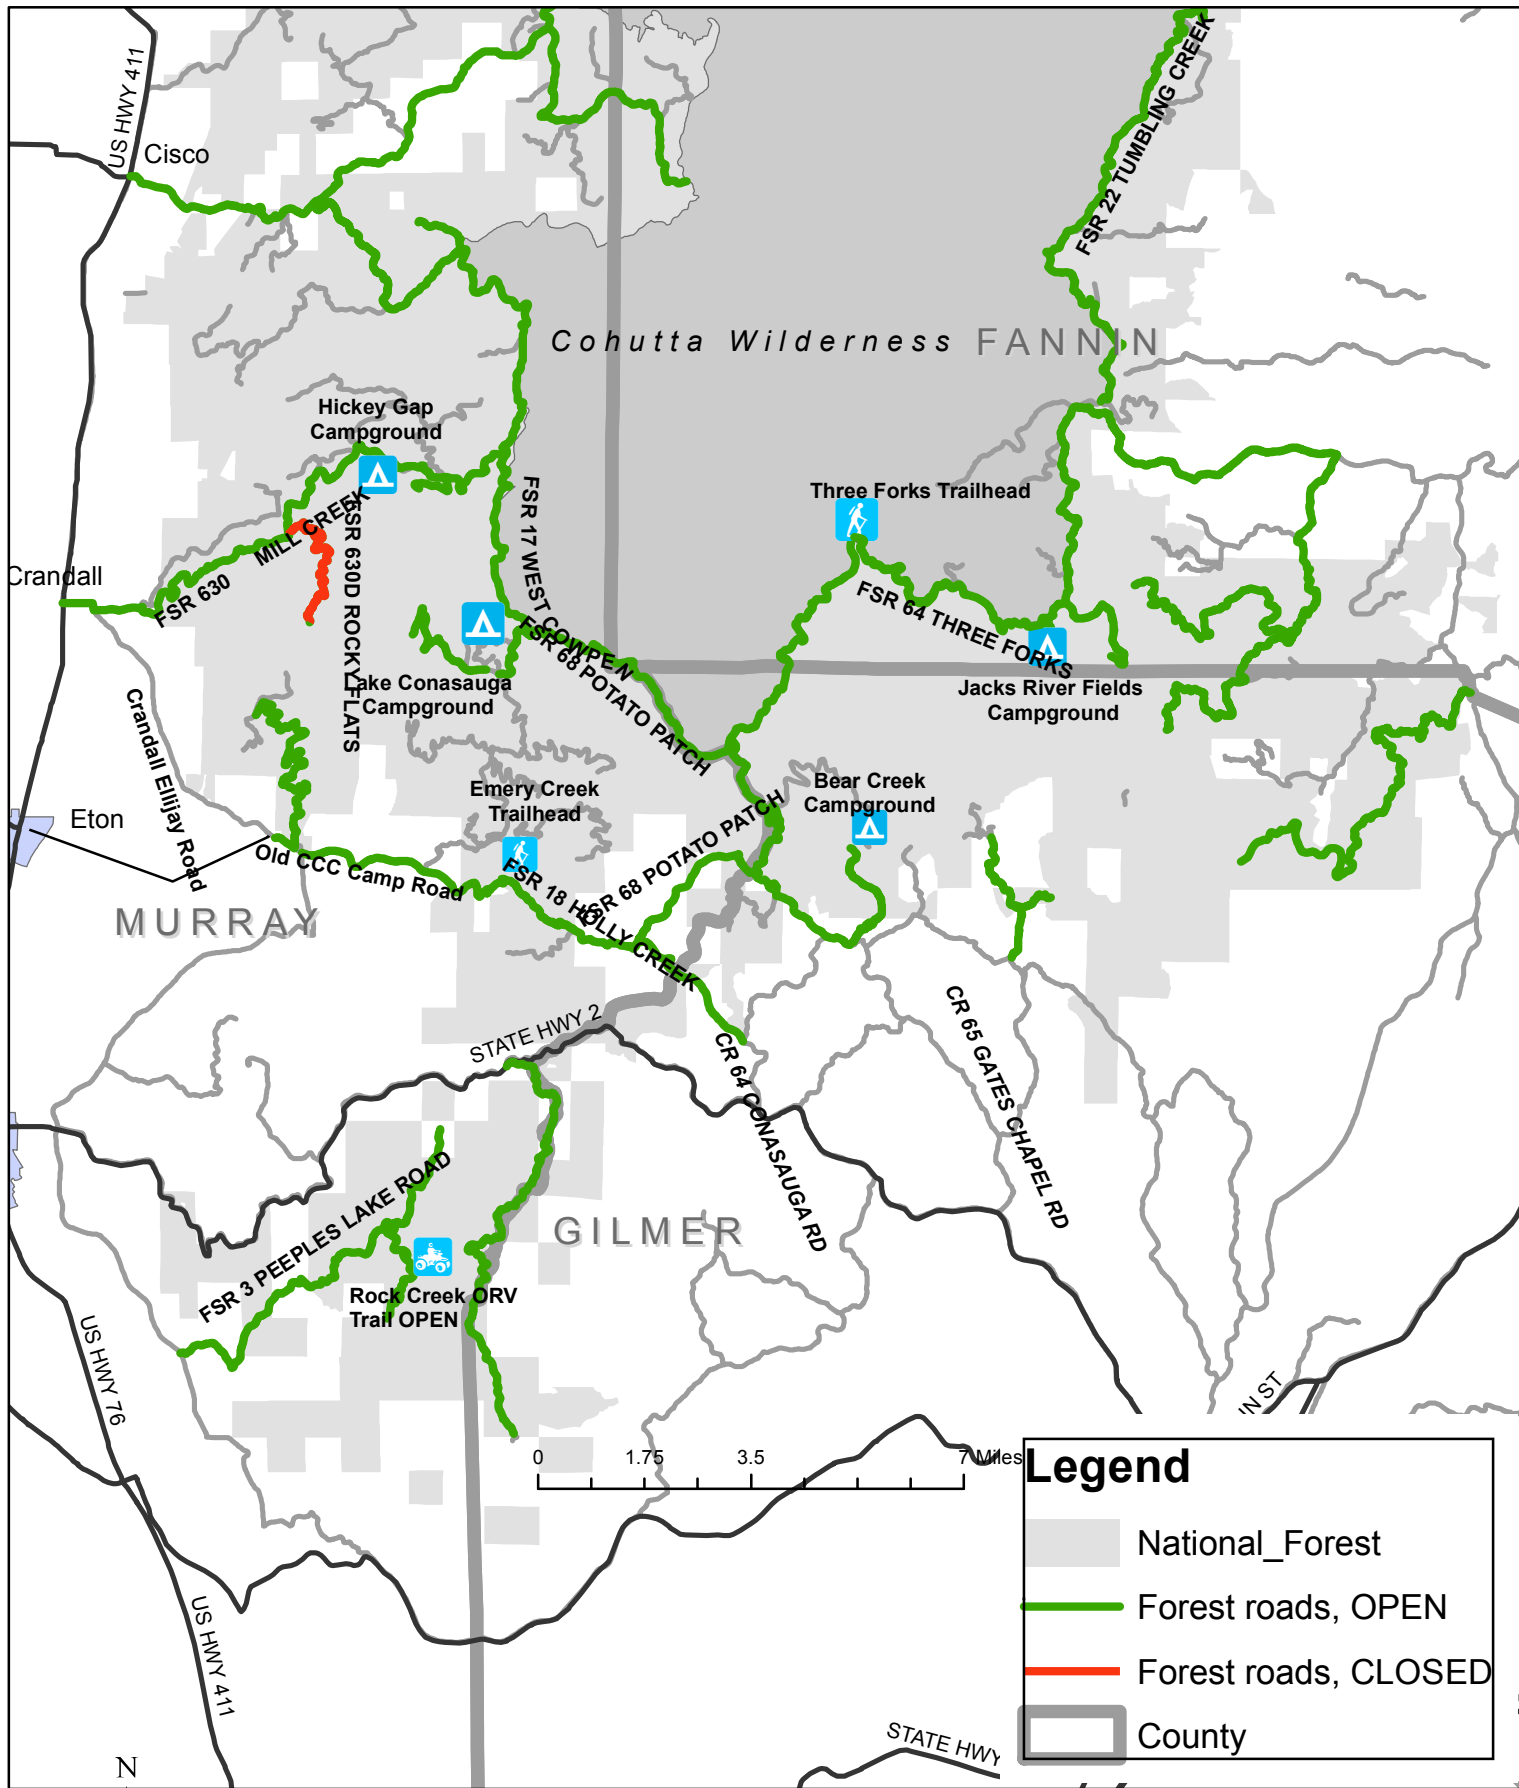 US HWY 411
Cisco
FSR 22 TUMBLING CREEK
Cohutta Wilderness
FANNIN
Hickey Gap
Campground
Three Forks Trailhead
MILL CREEK
FSR 630
FSR 630D ROCKY FLATS
FSR 17 WEST COWPEN
Crandall
FSR 64 THREE FORKS
FSR 68 POTATO PATCH
Lake Conasauga
Campground
Jacks River Fields
Campground
Crandall Ellijay Road
Emery Creek
Trailhead
Bear Creek
Campground
FSR 68 POTATO PATCH
Eton
Old CCC Camp Road
FSR 18 HOLLY CREEK
MURRAY
STATE HWY 2
CR 64 CONASAUGA RD
CR 65 GATES CHAPEL RD
FSR 3 PEEPLES LAKE ROAD
GILMER
Rock Creek ORV
Trail OPEN
US HWY 76
IN ST
0 1.75 3.5 7 Miles
Legend
National_Forest
Forest roads, OPEN
Forest roads, CLOSED
County
US HWY 411
STATE HWY
N